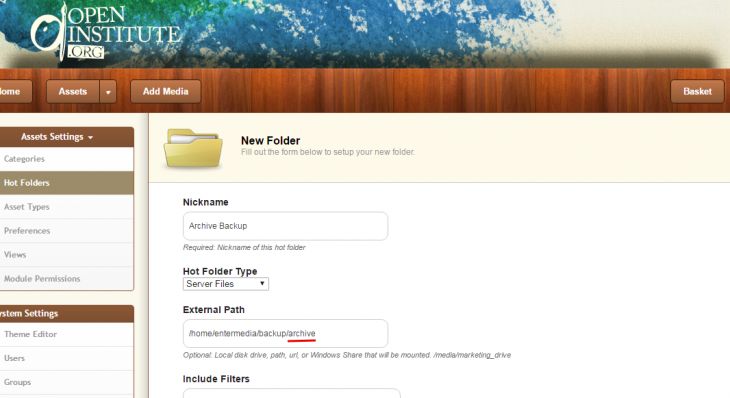 OPEN
INSTITUTE
.ORG
ome
Assets
Add Media
Basket
Assets Settings
Categories
Hot Folders
Asset Types
Preferences
Views
Module Permissions
ystem Settings
Theme Editor
Users
Groups
New Folder
Fill out the form below to setup your new folder.
Nickname
Archive Backup
Required: Nickname of this hot folder
Hot Folder Type
Server Files
External Path
/home/entermedia/backup/archive
Optional: Local disk drive, path, url, or Windows Share that will be mounted. /media/marketing_drive
Include Filters